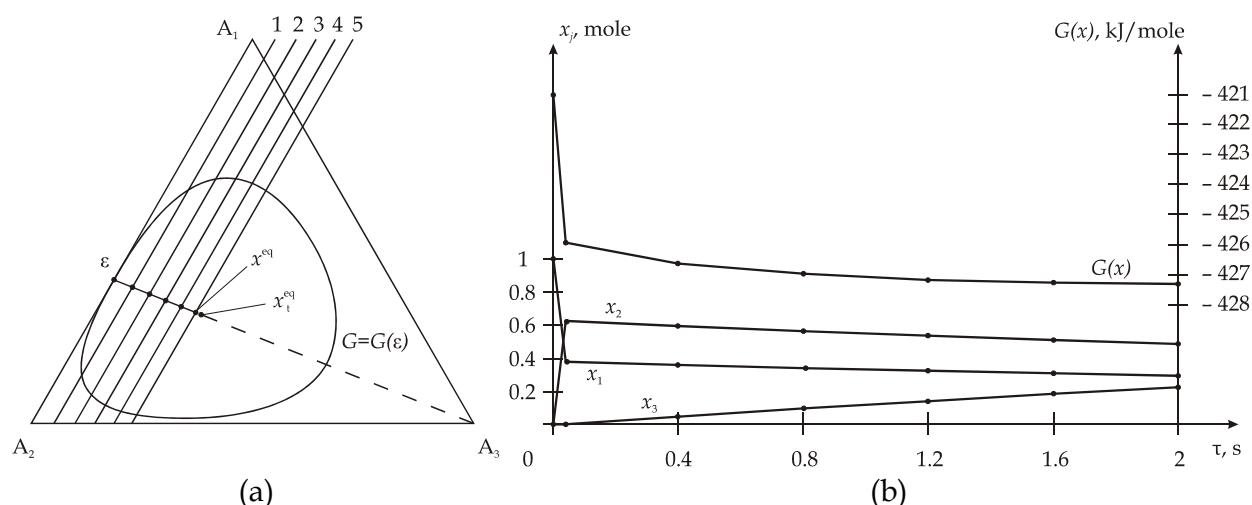 A₁
1 2 3 4 5
ε
x^eq
x_τ^eq
G=G(ε)
A₂
A₃
(a)
x_j, mole
G(x), kJ/mole
– 421
– 422
– 423
– 424
– 425
– 426
– 427
– 428
1
0.8
0.6
0.4
0.2
G(x)
x₂
x₁
x₃
0 0.4 0.8 1.2 1.6 2 τ, s
(b)